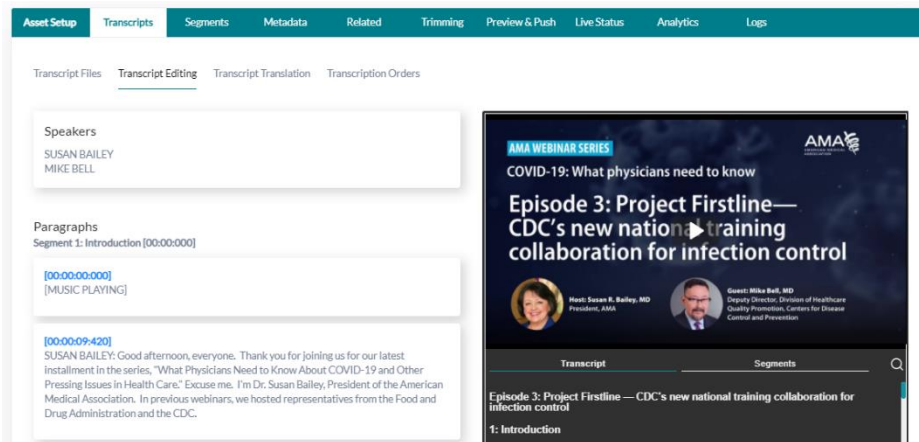 Asset Setup Transcripts Segments Metadata Related Trimming Preview & Push Live Status Analytics Logs
Transcript Files Transcript Editing Transcript Translation Transcription Orders
Speakers
SUSAN BAILEY
MIKE BELL
Paragraphs
Segment 1: Introduction [00:00:000]
[00:00:00:000]
[MUSIC PLAYING]
[00:00:09:420]
SUSAN BAILEY: Good afternoon, everyone. Thank you for joining us for our latest
installment in the series, "What Physicians Need to Know About COVID-19 and Other
Pressing Issues in Health Care." Excuse me. I'm Dr. Susan Bailey, President of the American
Medical Association. In previous webinars, we hosted representatives from the Food and
Drug Administration and the CDC.
AMA WEBINAR SERIES
AMA
AMERICAN MEDICAL
ASSOCIATION
COVID-19: What physicians need to know
Episode 3: Project Firstline—
CDC's new national training
collaboration for infection control
Host: Susan R. Bailey, MD
President, AMA
Guest: Mike Bell, MD
Deputy Director, Division of Healthcare
Quality Promotion, Centers for Disease
Control and Prevention
Transcript Segments
Episode 3: Project Firstline — CDC's new national training collaboration for
infection control
1: Introduction